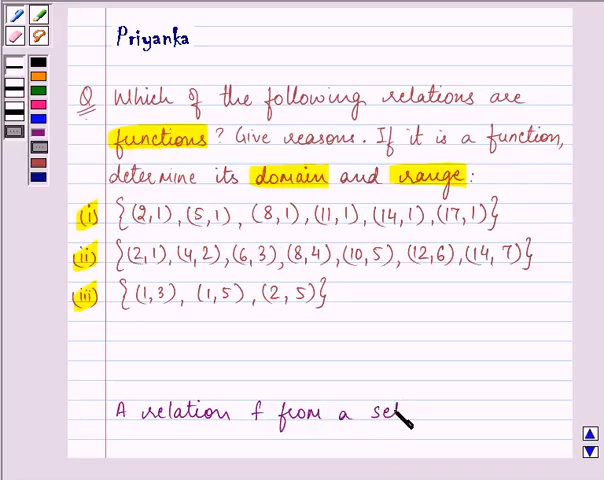 Priyanka
Q Which of the following relations are
functions? Give reasons. If it is a function,
determine its domain and range:
(i) {(2,1), (5,1), (8,1), (11,1), (14,1), (17,1)}
(ii) {(2,1), (4,2), (6,3), (8,4), (10,5), (12,6), (14,7)}
(iii) {(1,3), (1,5), (2,5)}
A relation f from a set